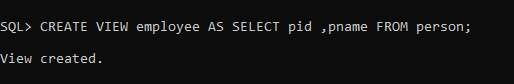 SQL> CREATE VIEW employee AS SELECT pid ,pname FROM person;
View created.